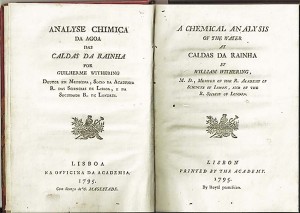 ANALYSE CHIMICA
DA AGOA
DAS
CALDAS DA RAINHA
POR
GUILHERME WITHERING
DOUTOR EM MEDICINA, SOCIO DA ACADEMIA
R. DAS SCIENCIAS DE LISBOA, E DA
SOCIEDADE R. DE LONDRES.
LISBOA
NA OFFICINA DA ACADEMIA.
1795.
Com licença de S. MAGESTADE.
A CHEMICAL ANALYSIS
OF THE WATER
AT
CALDAS DA RAINHA
BY
WILLIAM WITHERING,
M. D., MEMBER OF THE R. ACADEMY OF
SCIENCES OF LISBON, AND OF THE
R. SOCIETY OF LONDON.
LISBON
PRINTED BY THE ACADEMY.
1795.
By Royal permission.